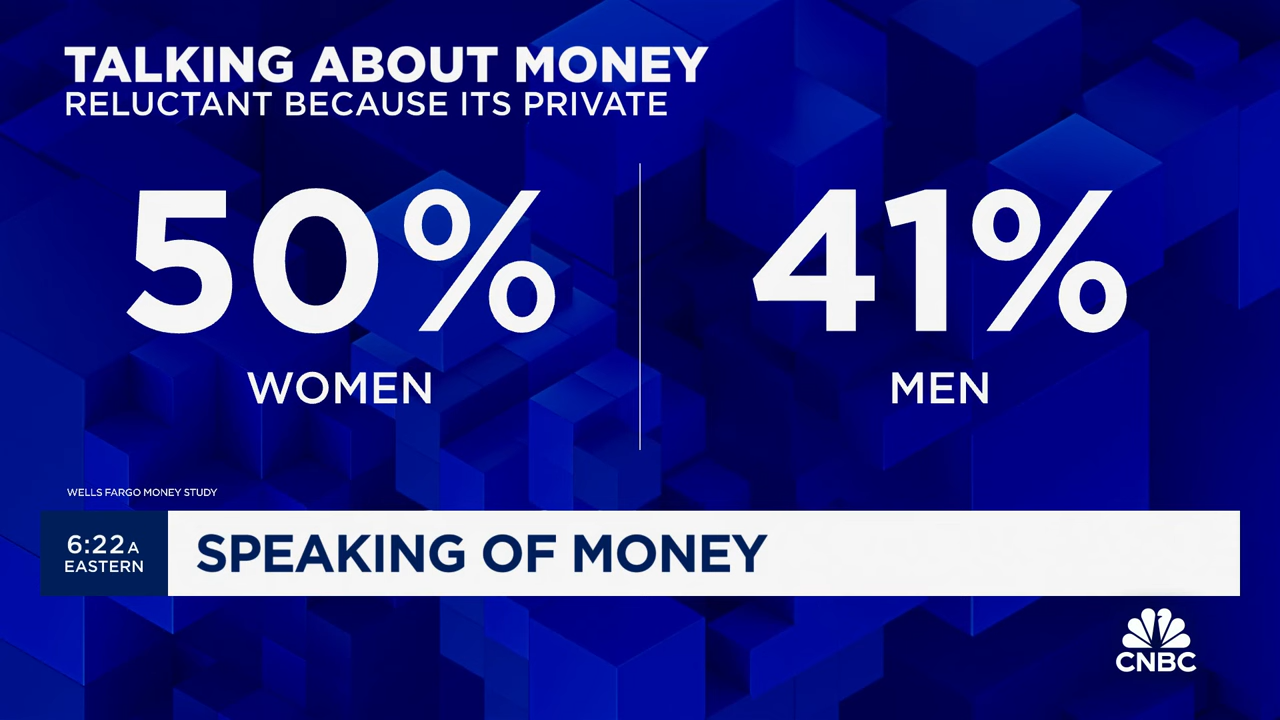 TALKING ABOUT MONEY
RELUCTANT BECAUSE ITS PRIVATE
50%
WOMEN
41%
MEN
WELLS FARGO MONEY STUDY
6:22A
EASTERN
SPEAKING OF MONEY
CNBC